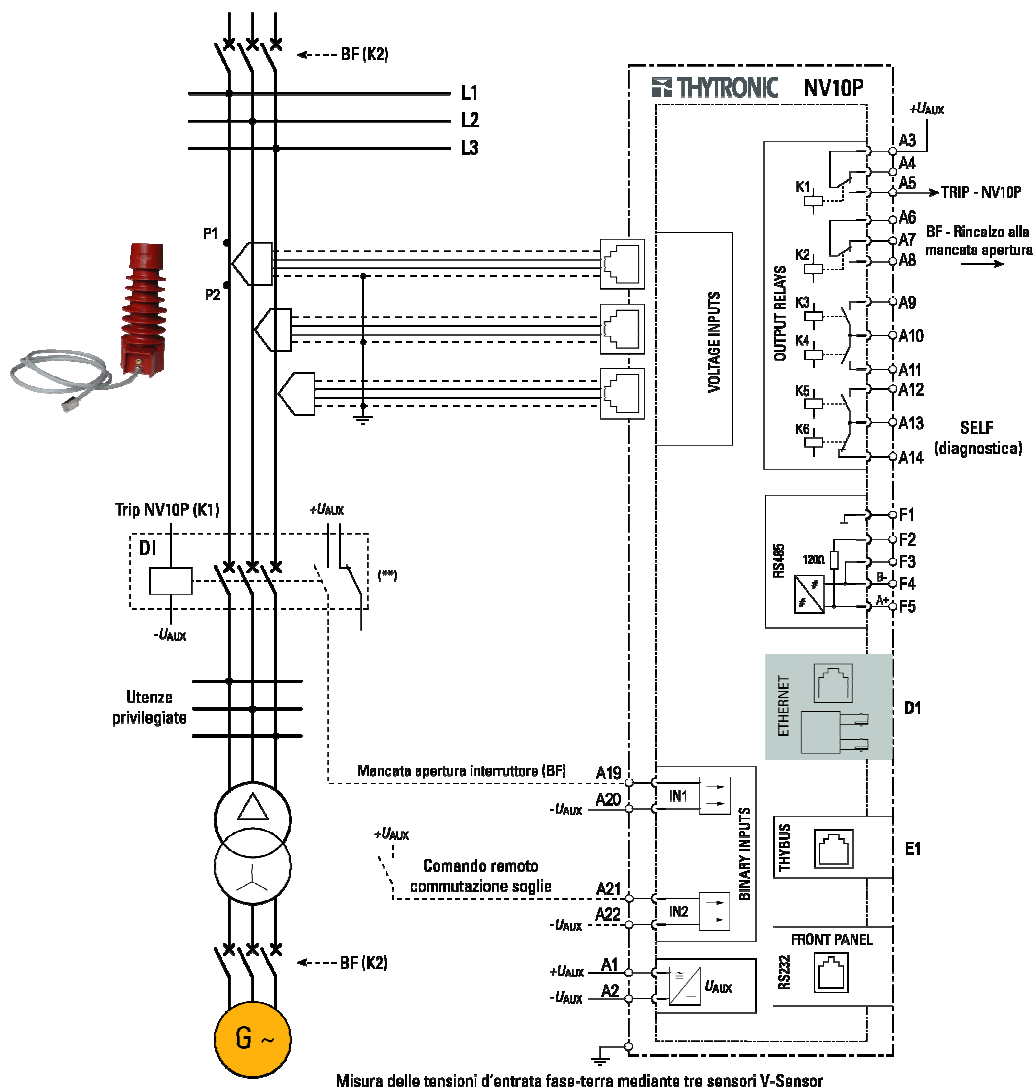 BF (K2)
L1
L2
L3
P1
P2
Trip NV10P (K1)
+UAUX
DI
(**)
-UAUX
Utenze
privilegiate
Mancata apertura interruttore (BF)
-UAUX
+UAUX
Comando remoto
commutazione soglie
-UAUX
+UAUX
-UAUX
BF (K2)
G ~
THYTRONIC NV10P
+UAUX
VOLTAGE INPUTS
OUTPUT RELAYS
K1
K2
K3
K4
K5
K6
A3
A4
A5
TRIP - NV10P
A6
A7
A8
BF - Rincalzo alla
mancata apertura
A9
A10
A11
A12
A13
A14
SELF
(diagnostica)
RS485
120Ω
#
#
B-
A+
F1
F2
F3
F4
F5
ETHERNET
D1
A19
A20
IN1
BINARY INPUTS
A21
A22
IN2
THYBUS
E1
FRONT PANEL
RS232
A1
A2
UAUX
Misura delle tensioni d'entrata fase-terra mediante tre sensori V-Sensor